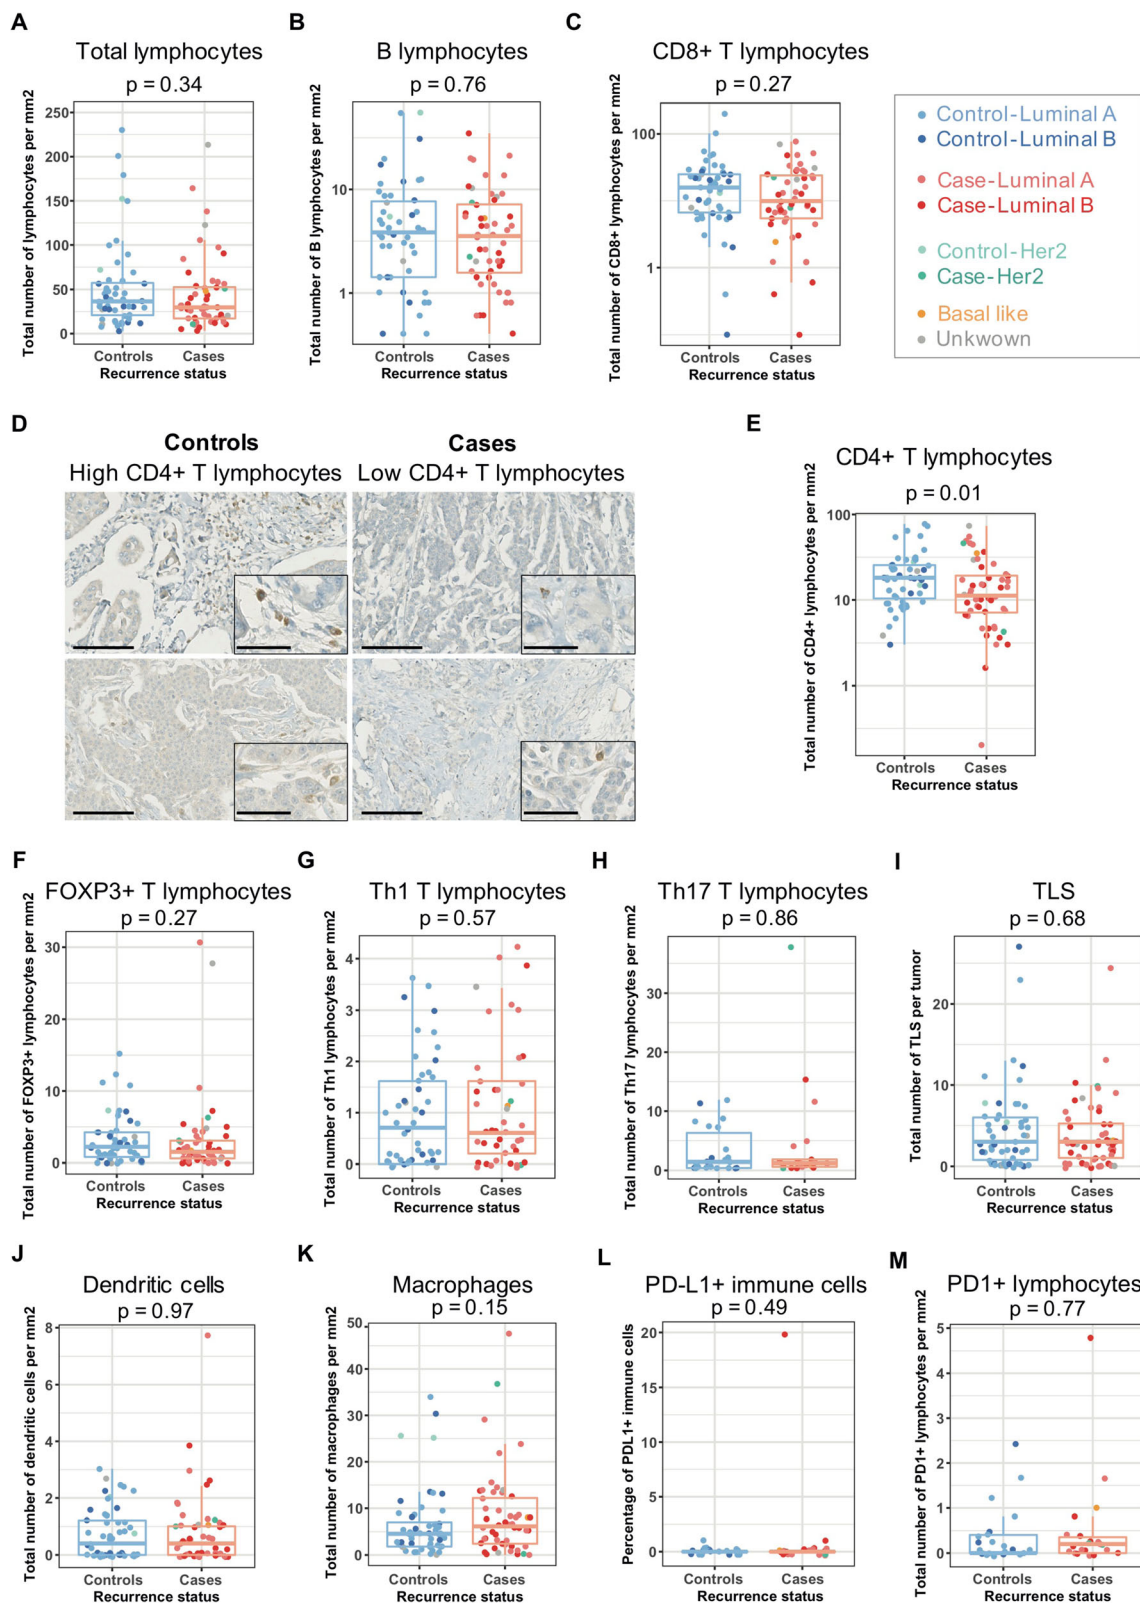 A
Total lymphocytes
p = 0.34
Total number of lymphocytes per mm2
250
200
150
100
50
0
Controls Cases
Recurrence status
B
B lymphocytes
p = 0.76
Total number of B lymphocytes per mm2
10
1
Controls Cases
Recurrence status
C
CD8+ T lymphocytes
p = 0.27
Total number of CD8+ lymphocytes per mm2
100
1
Controls Cases
Recurrence status
Control-Luminal A
Control-Luminal B
Case-Luminal A
Case-Luminal B
Control-Her2
Case-Her2
Basal like
Unkwown
D
Controls
High CD4+ T lymphocytes
Cases
Low CD4+ T lymphocytes
E
CD4+ T lymphocytes
p = 0.01
Total number of CD4+ lymphocytes per mm2
100
10
1
Controls Cases
Recurrence status
F
FOXP3+ T lymphocytes
p = 0.27
Total number of FOXP3+ lymphocytes per mm2
30
20
10
0
Controls Cases
Recurrence status
G
Th1 T lymphocytes
p = 0.57
Total number of Th1 lymphocytes per mm2
4
3
2
1
0
Controls Cases
Recurrence status
H
Th17 T lymphocytes
p = 0.86
Total number of Th17 lymphocytes per mm2
30
20
10
0
Controls Cases
Recurrence status
I
TLS
p = 0.68
Total number of TLS per tumor
20
10
0
Controls Cases
Recurrence status
J
Dendritic cells
p = 0.97
Total number of dendritic cells per mm2
8
6
4
2
0
Controls Cases
Recurrence status
K
Macrophages
p = 0.15
Total number of macrophages per mm2
50
40
30
20
10
0
Controls Cases
Recurrence status
L
PD-L1+ immune cells
p = 0.49
Percentage of PDL1+ immune cells
20
15
10
5
0
Controls Cases
Recurrence status
M
PD1+ lymphocytes
p = 0.77
Total number of PD1+ lymphocytes per mm2
5
4
3
2
1
0
Controls Cases
Recurrence status